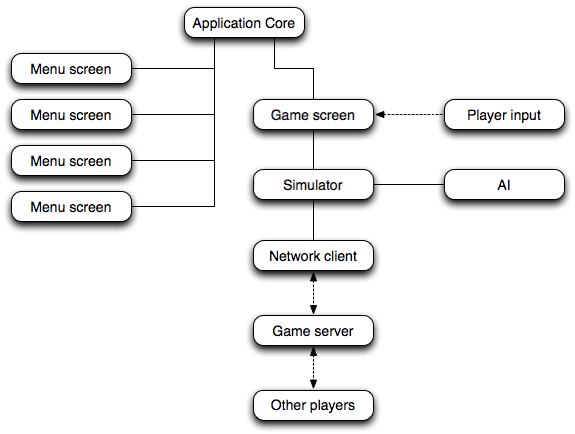 Application Core
Menu screen
Menu screen
Game screen
Player input
Menu screen
Simulator
AI
Menu screen
Network client
Game server
Other players